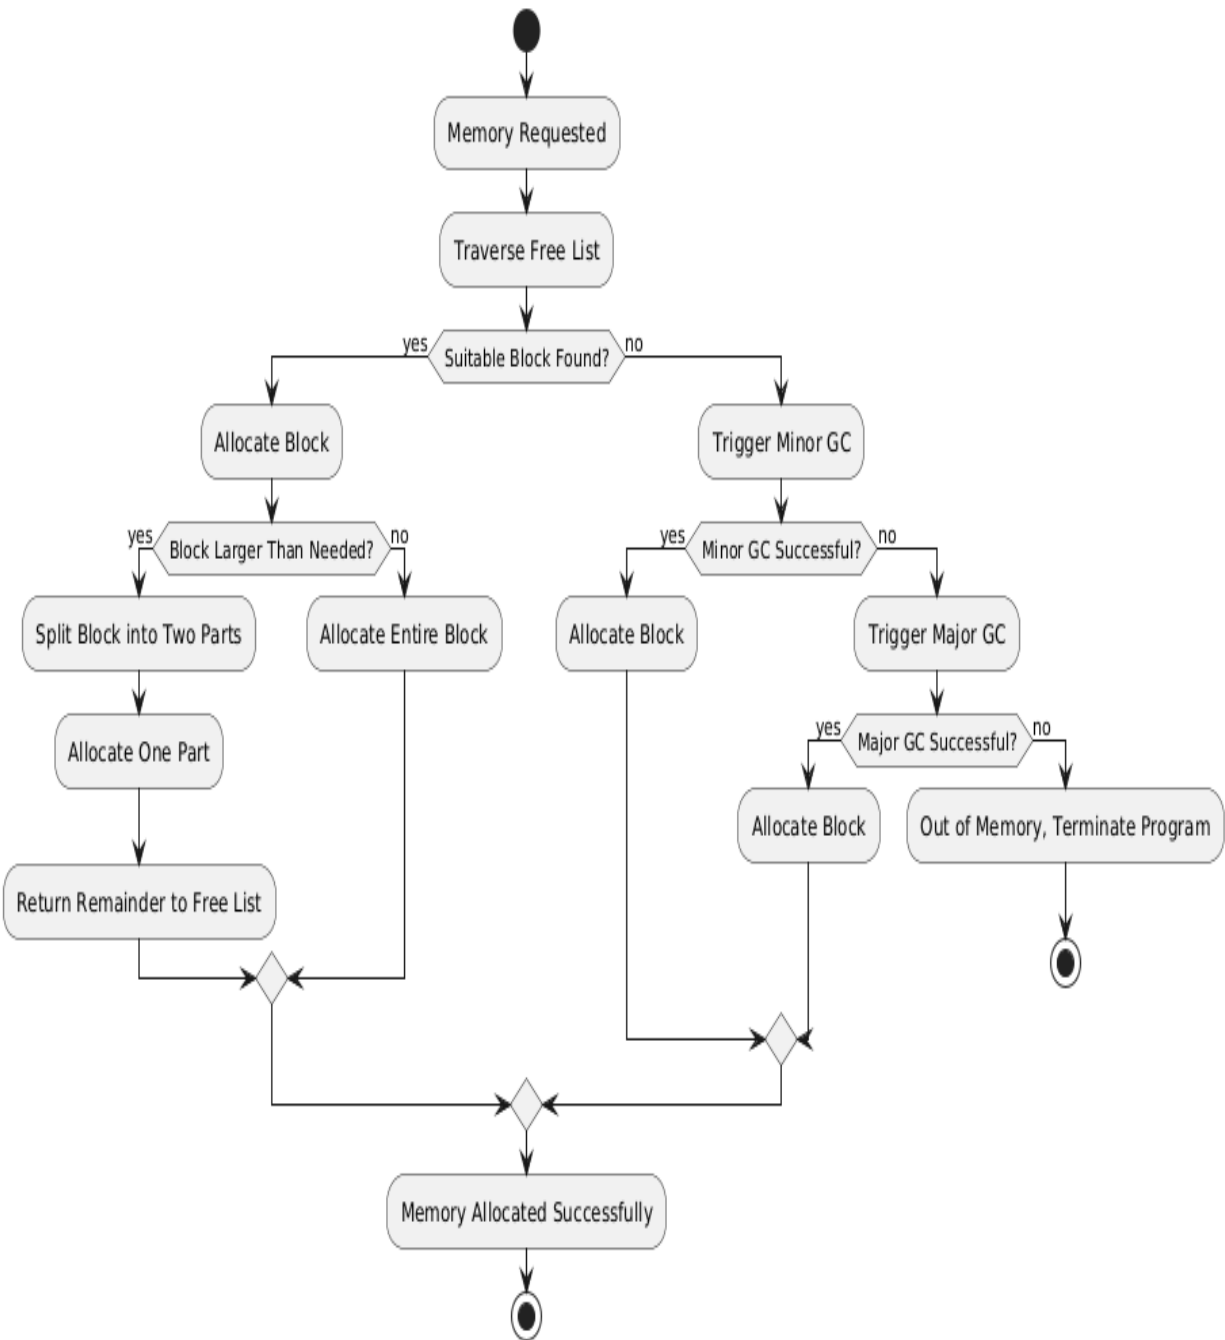 Memory Requested
Traverse Free List
yes
Suitable Block Found?
no
Allocate Block
Trigger Minor GC
yes
Block Larger Than Needed?
no
yes
Minor GC Successful?
no
Split Block into Two Parts
Allocate Entire Block
Allocate Block
Trigger Major GC
Allocate One Part
yes
Major GC Successful?
no
Allocate Block
Out of Memory, Terminate Program
Return Remainder to Free List
Memory Allocated Successfully